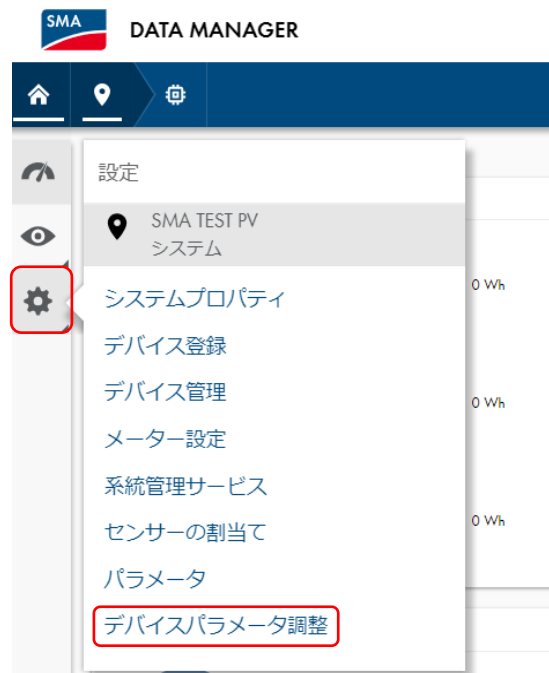 SMA
DATA MANAGER
設定
SMA TEST PV
システム
システムプロパティ
デバイス登録
デバイス管理
メーター設定
系統管理サービス
センサーの割当て
パラメータ
デバイスパラメータ調整
0 Wh
0 Wh
0 Wh